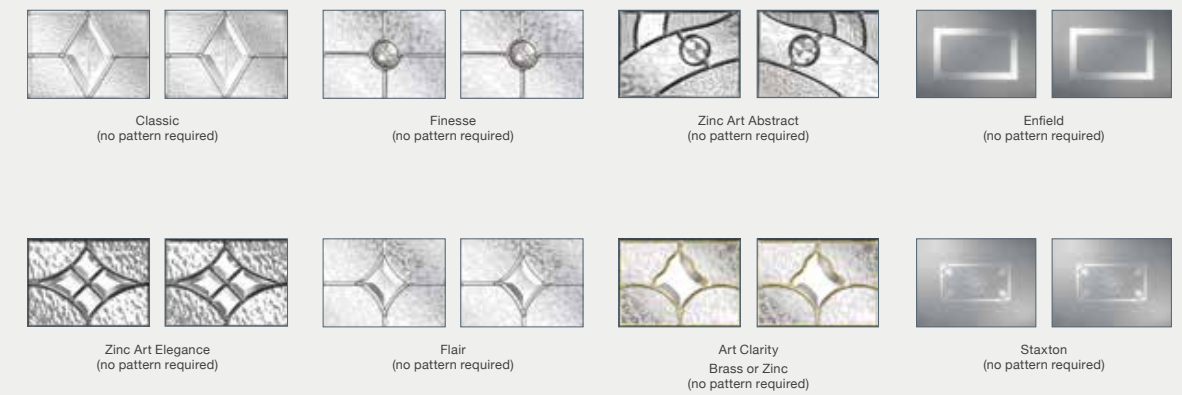 Classic
(no pattern required)
Finesse
(no pattern required)
Zinc Art Abstract
(no pattern required)
Enfield
(no pattern required)
Zinc Art Elegance
(no pattern required)
Flair
(no pattern required)
Art Clarity
Brass or Zinc
(no pattern required)
Staxton
(no pattern required)